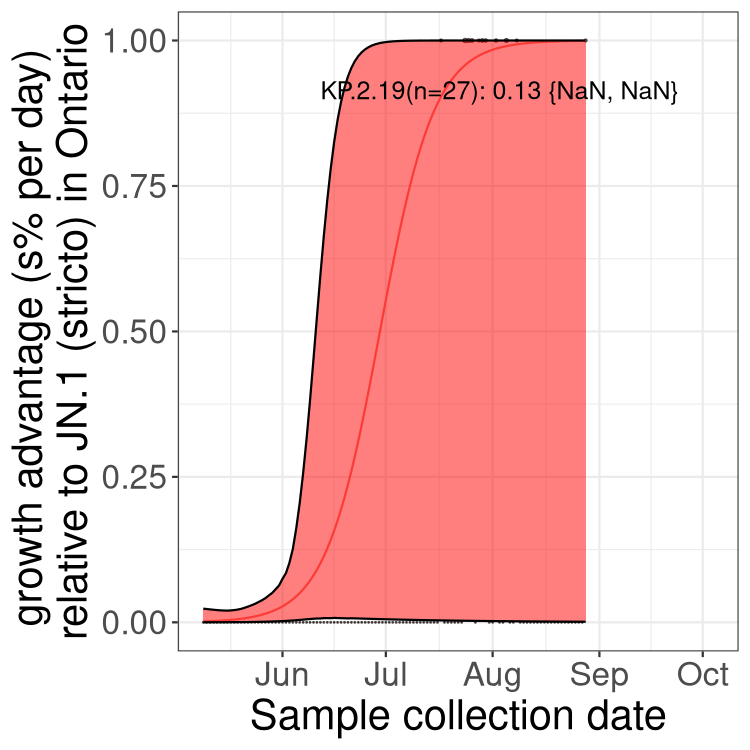 growth advantage (s% per day)
relative to JN.1 (stricto) in Ontario
1.00
0.75
0.50
0.25
0.00
KP.2.19(n=27): 0.13 {NaN, NaN}
Jun Jul Aug Sep Oct
Sample collection date